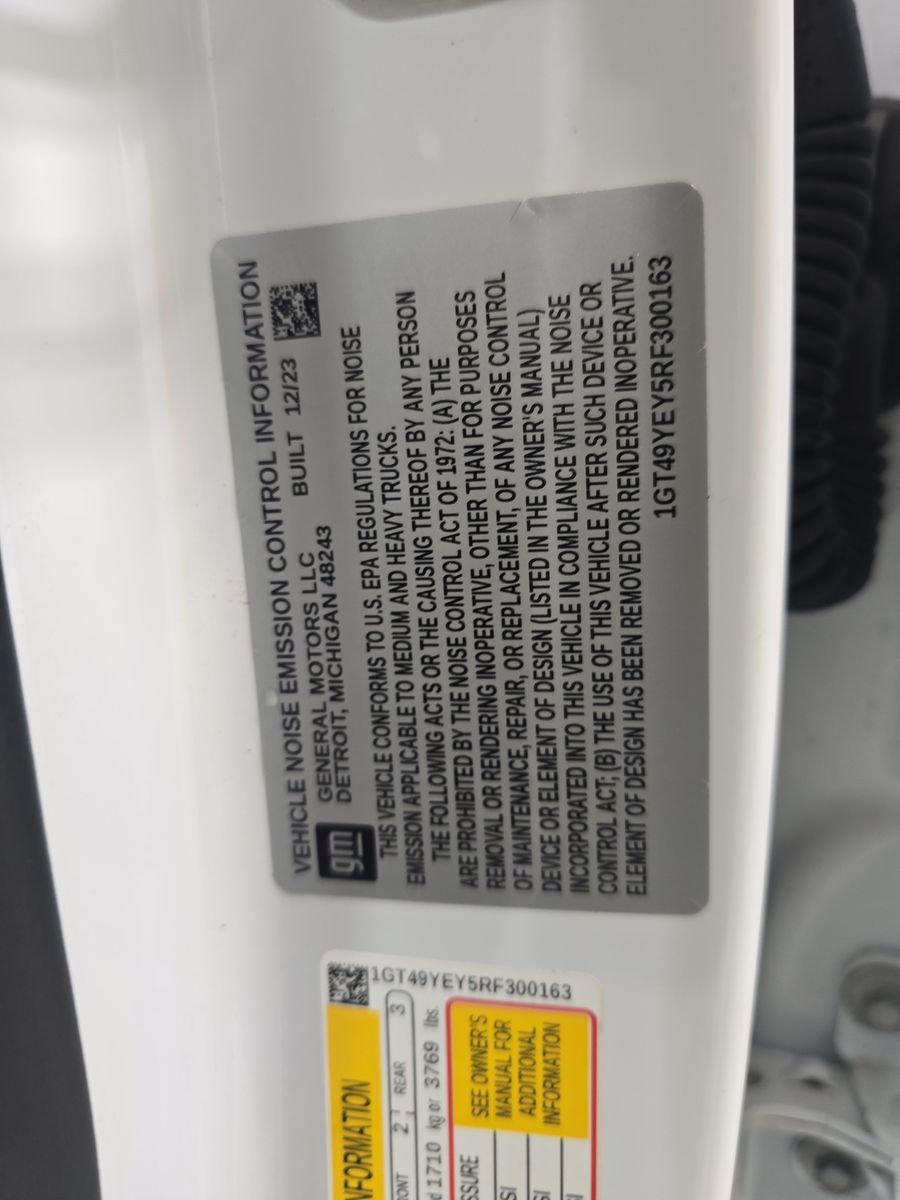 VEHICLE NOISE EMISSION CONTROL INFORMATION
gm
GENERAL MOTORS LLC
DETROIT, MICHIGAN 48243
BUILT 12/23
THIS VEHICLE CONFORMS TO U.S. EPA REGULATIONS FOR NOISE
EMISSION APPLICABLE TO MEDIUM AND HEAVY TRUCKS.
THE FOLLOWING ACTS OR THE CAUSING THEREOF BY ANY PERSON
ARE PROHIBITED BY THE NOISE CONTROL ACT OF 1972: (A) THE
REMOVAL OR RENDERING INOPERATIVE, OTHER THAN FOR PURPOSES
OF MAINTENANCE, REPAIR, OR REPLACEMENT, OF ANY NOISE CONTROL
DEVICE OR ELEMENT OF DESIGN (LISTED IN THE OWNER'S MANUAL)
INCORPORATED INTO THIS VEHICLE IN COMPLIANCE WITH THE NOISE
CONTROL ACT; (B) THE USE OF THIS VEHICLE AFTER SUCH DEVICE OR
ELEMENT OF DESIGN HAS BEEN REMOVED OR RENDERED INOPERATIVE.
1GT49YEY5RF300163
1GT49YEY5RF300163
NFORMATION
RONT 2 REAR 3
d 1710 kg or 3769 lbs.
SSURE
SI
SI
SI
SEE OWNER'S
MANUAL FOR
ADDITIONAL
INFORMATION